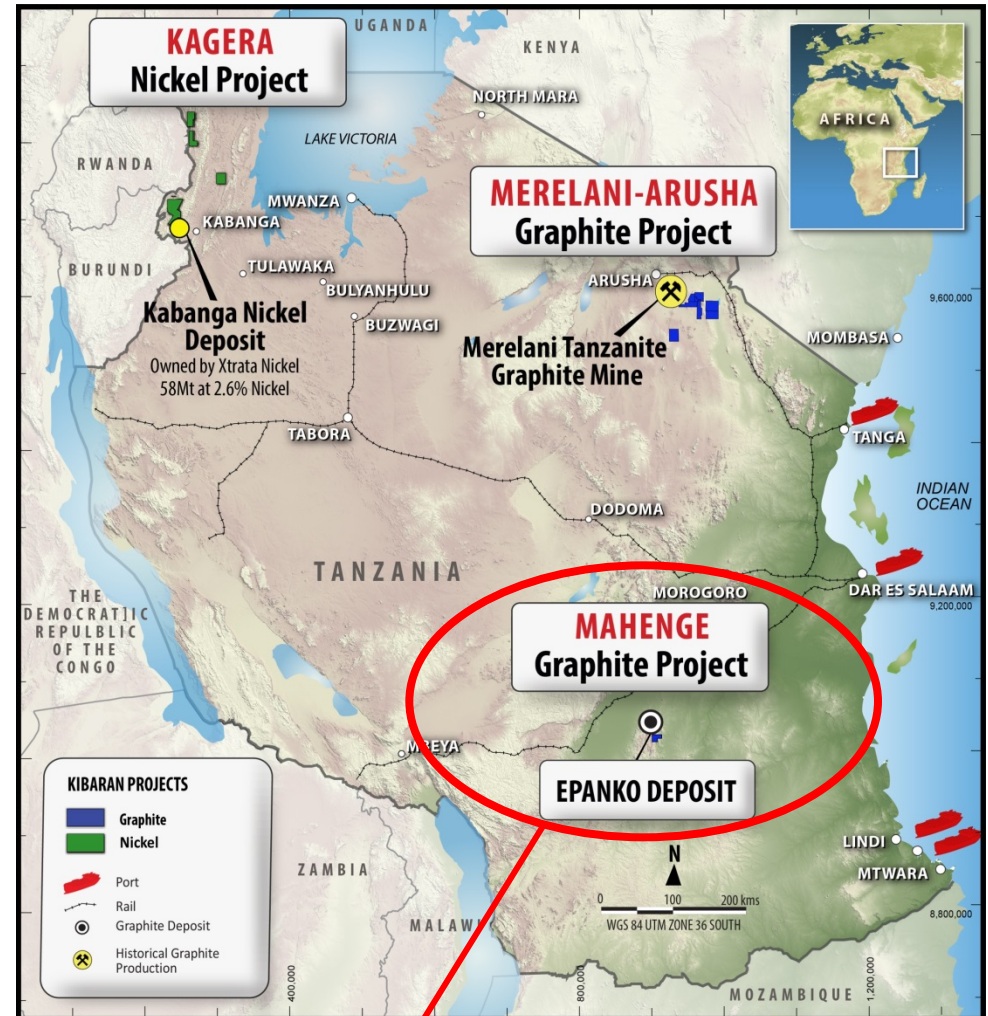 UGANDA
KAGERA
Nickel Project
KENYA
NORTH MARA
AFRICA
LAKE VICTORIA
RWANDA
MERELANI-ARUSHA
Graphite Project
MWANZA
KABANGA
BURUNDI
TULAWAKA
BULYANHULU
ARUSHA
9,600,000
Kabanga Nickel
Deposit
Owned by Xtrata Nickel
58Mt at 2.6% Nickel
BUZWAGI
Merelani Tanzanite
Graphite Mine
MOMBASA
TABORA
TANGA
INDIAN
OCEAN
DODOMA
TANZANIA
THE
DEMOCRAT]IC
REPULBLIC
OF THE
CONGO
MOROGORO
DAR ES SALAAM
9,200,000
MAHENGE
Graphite Project
MBEYA
EPANKO DEPOSIT
KIBARAN PROJECTS
Graphite
Nickel
Port
Rail
Graphite Deposit
Historical Graphite
Production
LINDI
MTWARA
ZAMBIA
N
0 100 200 kms
WGS 84 UTM ZONE 36 SOUTH
8,800,000
MALAWI
400,000
800,000
1,200,000
MOZAMBIQUE